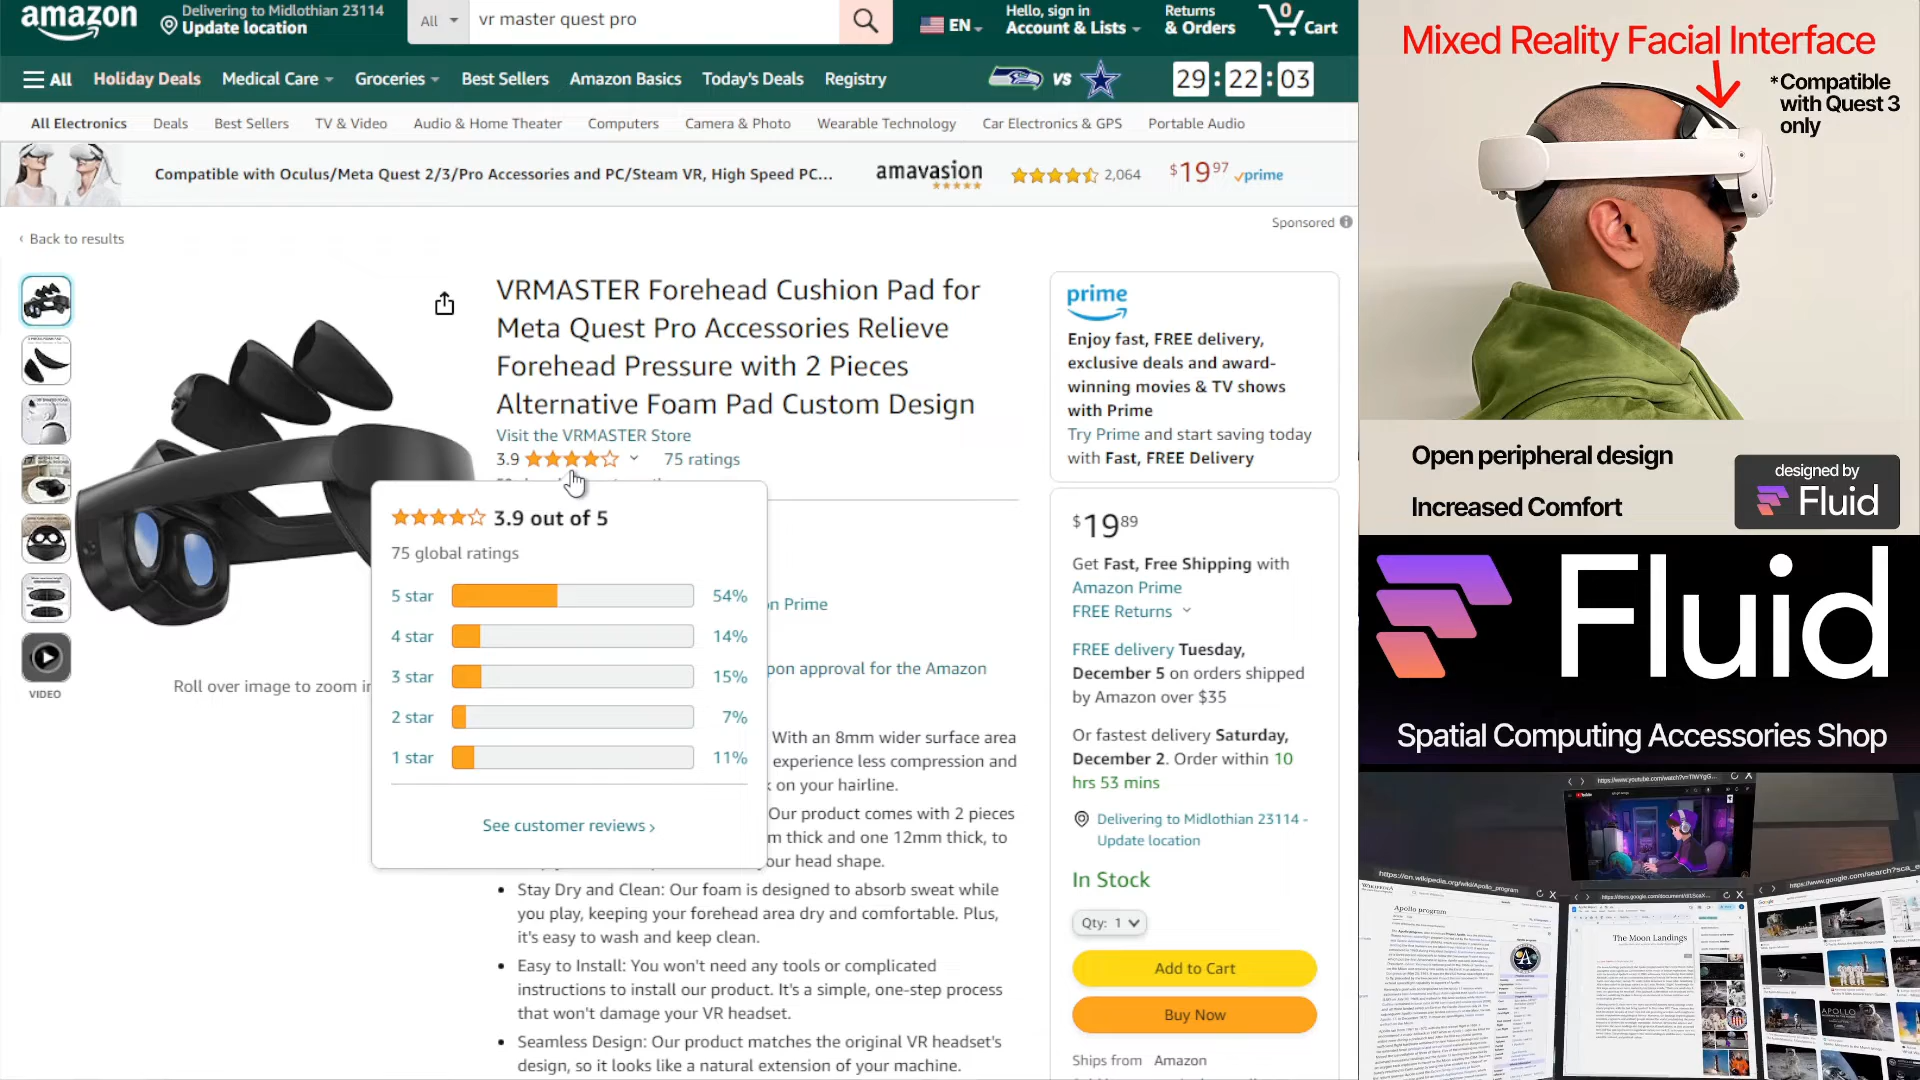 amazon
Delivering to Midlothian 23114
Update location
All
vr master quest pro
EN
Hello, sign in
Account & Lists
Returns
& Orders
0
Cart
All
Holiday Deals
Medical Care
Groceries
Best Sellers
Amazon Basics
Today's Deals
Registry
VS
29:22:03
All Electronics
Deals
Best Sellers
TV & Video
Audio & Home Theater
Computers
Camera & Photo
Wearable Technology
Car Electronics & GPS
Portable Audio
Compatible with Oculus/Meta Quest 2/3/Pro Accessories and PC/Steam VR, High Speed PC...
amavasion
2,064
$19 97
prime
Sponsored
‹ Back to results
VRMASTER Forehead Cushion Pad for
Meta Quest Pro Accessories Relieve
Forehead Pressure with 2 Pieces
Alternative Foam Pad Custom Design
Visit the VRMASTER Store
3.9
75 ratings
3.9 out of 5
75 global ratings
5 star 54%
4 star 14%
3 star 15%
2 star 7%
1 star 11%
See customer reviews ›
n Prime
pon approval for the Amazon
VIDEO
Roll over image to zoom in
With an 8mm wider surface area
experience less compression and
on your hairline.
Our product comes with 2 pieces
m thick and one 12mm thick, to
our head shape.
• Stay Dry and Clean: Our foam is designed to absorb sweat while
you play, keeping your forehead area dry and comfortable. Plus,
it's easy to wash and keep clean.
• Easy to Install: You won't need any tools or complicated
instructions to install our product. It's a simple, one-step process
that won't damage your VR headset.
• Seamless Design: Our product matches the original VR headset's
design, so it looks like a natural extension of your machine.
prime
Enjoy fast, FREE delivery,
exclusive deals and award-
winning movies & TV shows
with Prime
Try Prime and start saving today
with Fast, FREE Delivery
$19 89
Get Fast, Free Shipping with
Amazon Prime
FREE Returns
FREE delivery Tuesday,
December 5 on orders shipped
by Amazon over $35
Or fastest delivery Saturday,
December 2. Order within 10
hrs 53 mins
Delivering to Midlothian 23114 -
Update location
In Stock
Qty: 1
Add to Cart
Buy Now
Ships from Amazon
Mixed Reality Facial Interface
*Compatible
with Quest 3
only
Open peripheral design
Increased Comfort
designed by
Fluid
Fluid
Spatial Computing Accessories Shop
https://en.wikipedia.org/wiki/Apollo_program
Apollo program
The Moon Landings